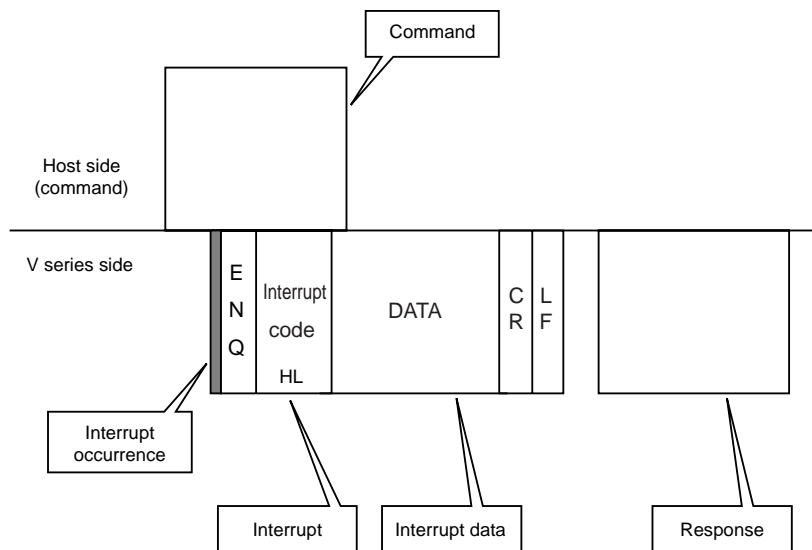 Command
Host side
(command)
V series side
E
N
Q
Interrupt
code
HL
DATA
C
R
L
F
Interrupt
occurrence
Interrupt
Interrupt data
Response